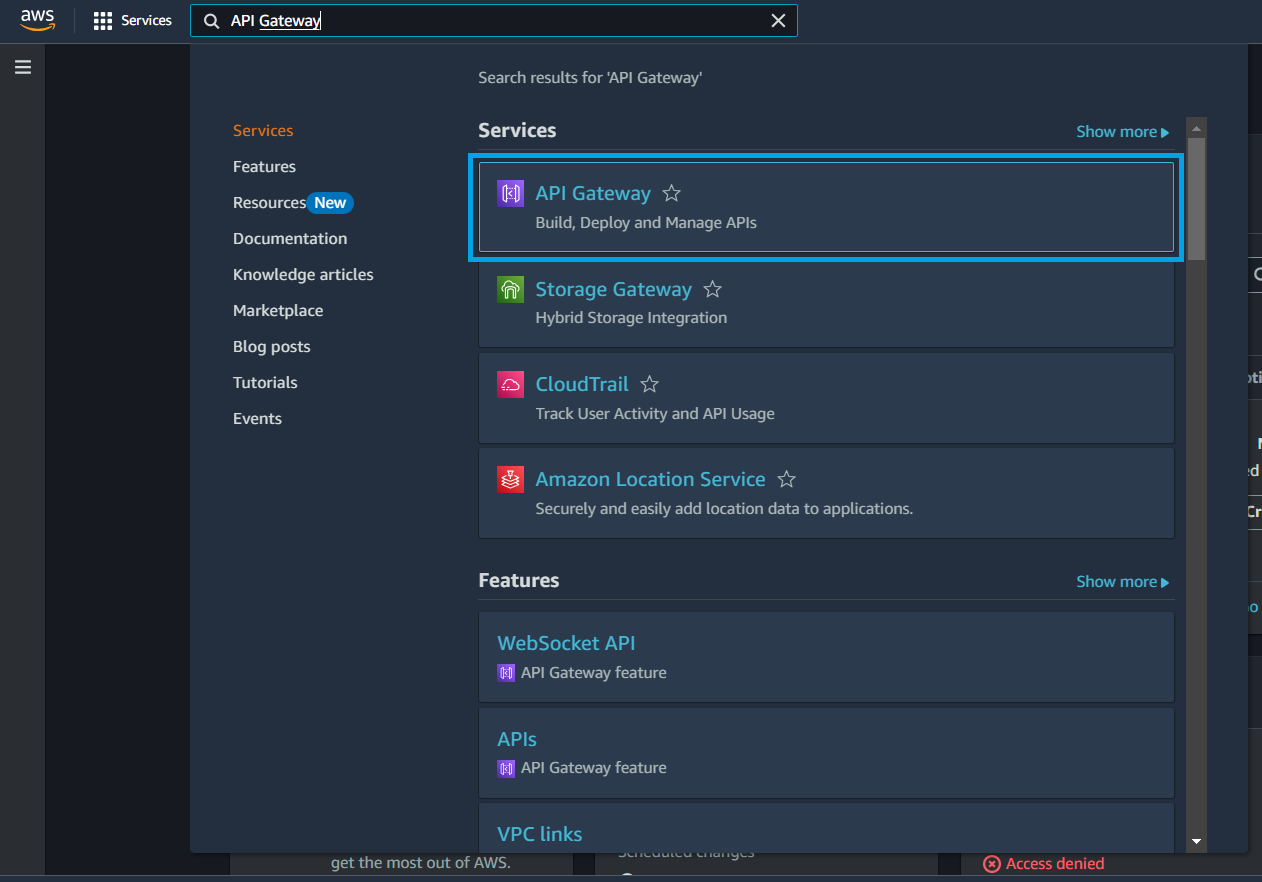 aws
Services
API Gateway
Search results for 'API Gateway'
Services
Features
Resources New
Documentation
Knowledge articles
Marketplace
Blog posts
Tutorials
Events
Services
Show more
API Gateway
Build, Deploy and Manage APIs
Storage Gateway
Hybrid Storage Integration
CloudTrail
Track User Activity and API Usage
Amazon Location Service
Securely and easily add location data to applications.
Features
Show more
WebSocket API
API Gateway feature
APIs
API Gateway feature
VPC links
get the most out of AWS.
Scheduled changes
Access denied